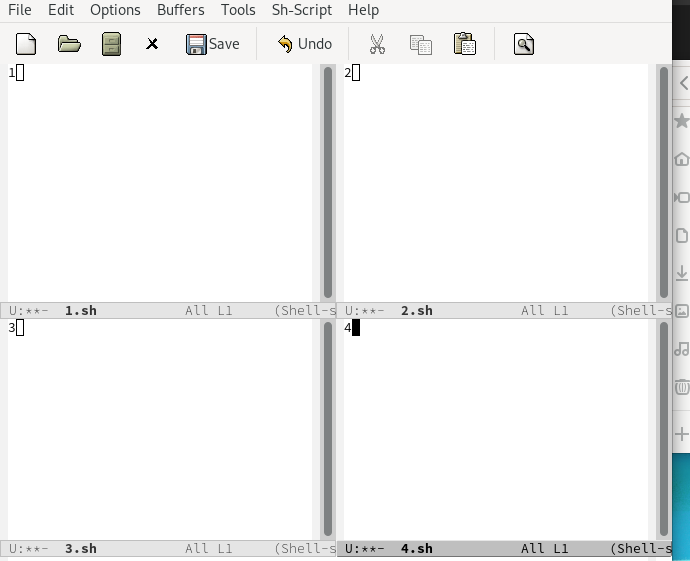 File Edit Options Buffers Tools Sh-Script Help
Save Undo
1
2
U:**- 1.sh All L1 (Shell-s
U:**- 2.sh All L1 (Shell-s
3
4
U:**- 3.sh All L1 (Shell-s
U:**- 4.sh All L1 (Shell-s